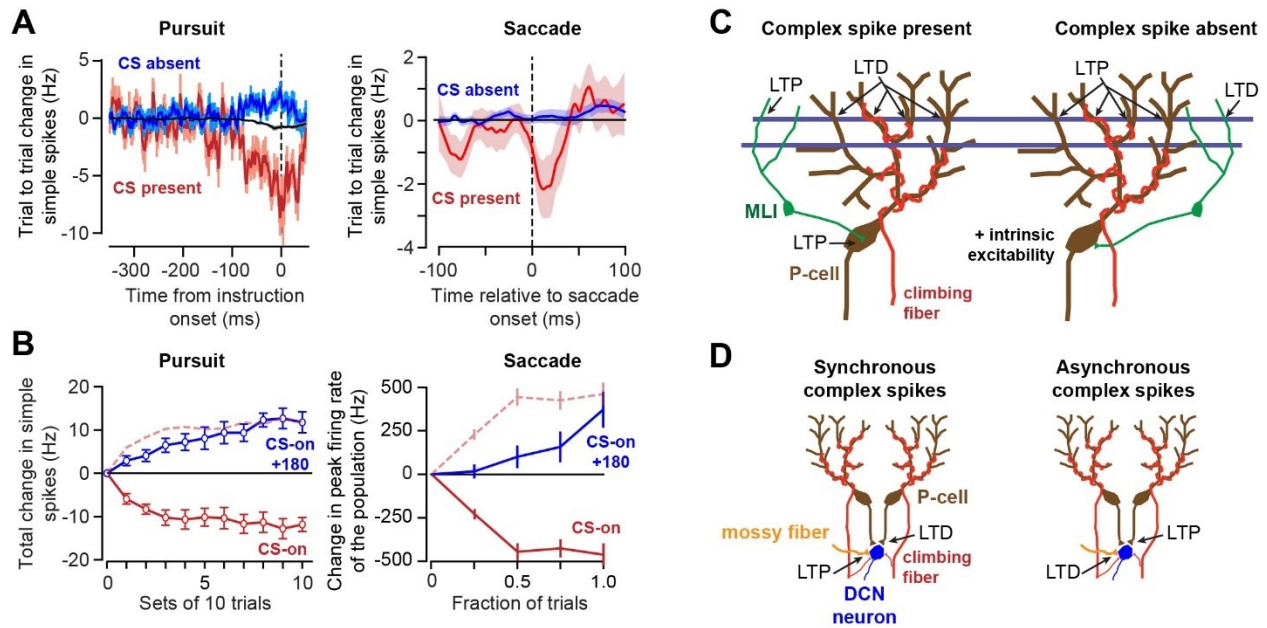 A
Pursuit
Trial to trial change in
simple spikes (Hz)
5
0
-5
-10
CS absent
CS present
-300
-200
-100
0
Time from instruction
onset (ms)
Saccade
Trial to trial change in
simple spikes (Hz)
2
0
-2
-4
CS absent
CS present
-100
0
100
Time relative to saccade
onset (ms)
B
Pursuit
Total change in simple
spikes (Hz)
20
10
0
-10
-20
CS-on
+180
CS-on
0
5
10
Sets of 10 trials
Saccade
Change in peak firing rate
of the population (Hz)
500
250
0
-250
-500
CS-on
+180
CS-on
0
0.5
1.0
Fraction of trials
C
Complex spike present
LTP
LTD
MLI
LTP
P-cell
climbing
fiber
Complex spike absent
LTP
LTD
+ intrinsic
excitability
D
Synchronous
complex spikes
P-cell
mossy fiber
LTD
LTP
climbing
fiber
DCN
neuron
Asynchronous
complex spikes
LTP
LTD